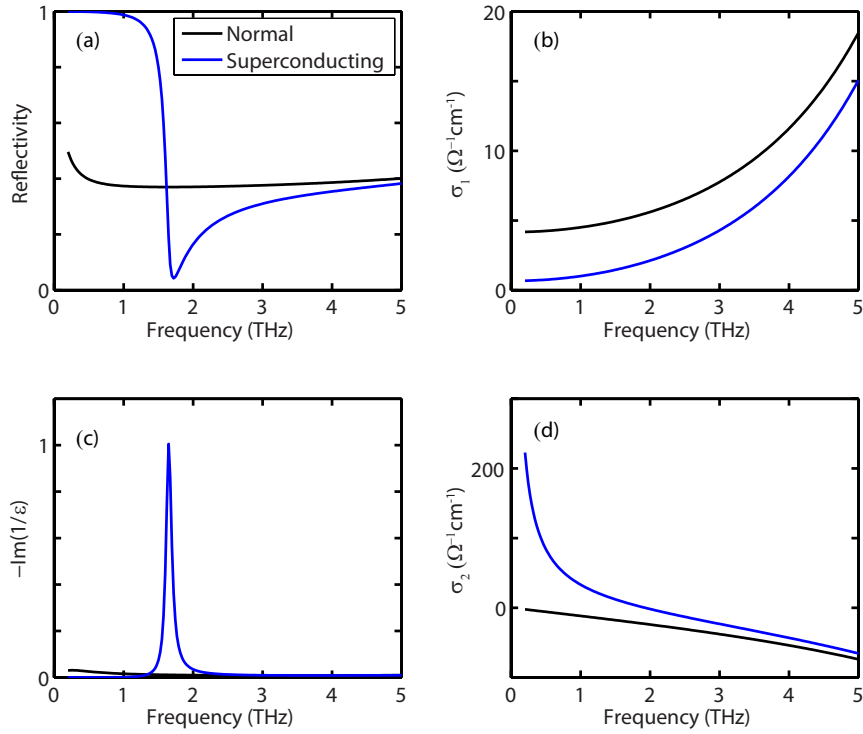 (a)
Normal
Superconducting
Reflectivity
1
0
0 1 2 3 4 5
Frequency (THz)
(b)
σ₁ (Ω⁻¹cm⁻¹)
20
10
0
0 1 2 3 4 5
Frequency (THz)
(c)
−Im(1/ε)
1
0
0 1 2 3 4 5
Frequency (THz)
(d)
σ₂ (Ω⁻¹cm⁻¹)
200
0
0 1 2 3 4 5
Frequency (THz)